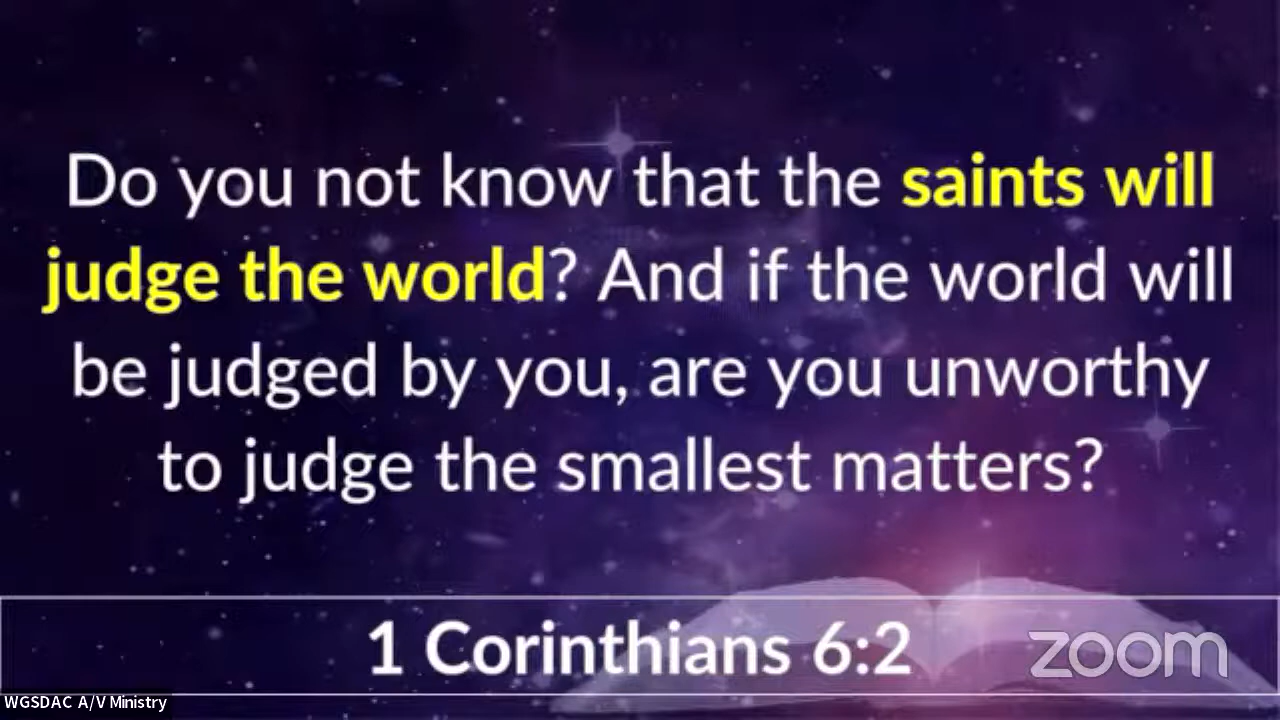 Do you not know that the saints will
judge the world? And if the world will
be judged by you, are you unworthy
to judge the smallest matters?
1 Corinthians 6:2
zoom
WGSDAC A/V Ministry